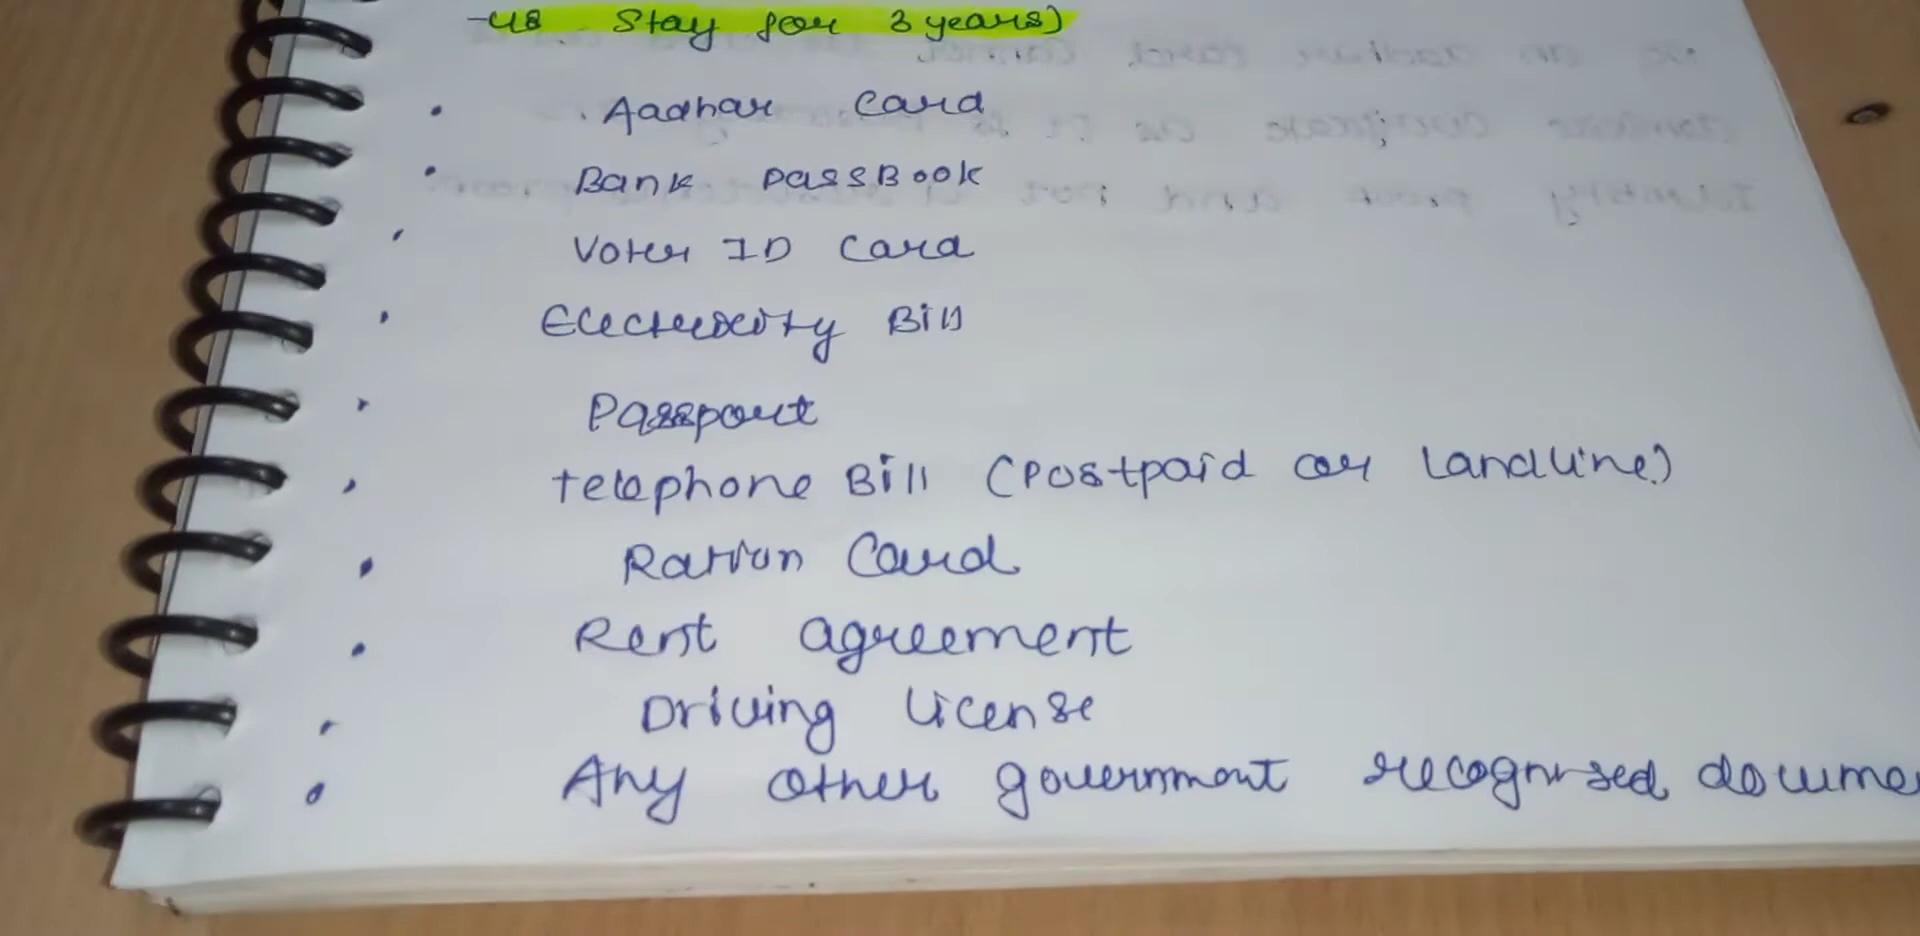 -us Stay for 3 years)
• Aadhar Card
• Bank PassBook
• Voter ID Card
• Electricity Bill
• Passport
• telephone Bill (Postpaid or Landline)
• Ration Card
• Rent agreement
• Driving License
• Any other government recognised docume